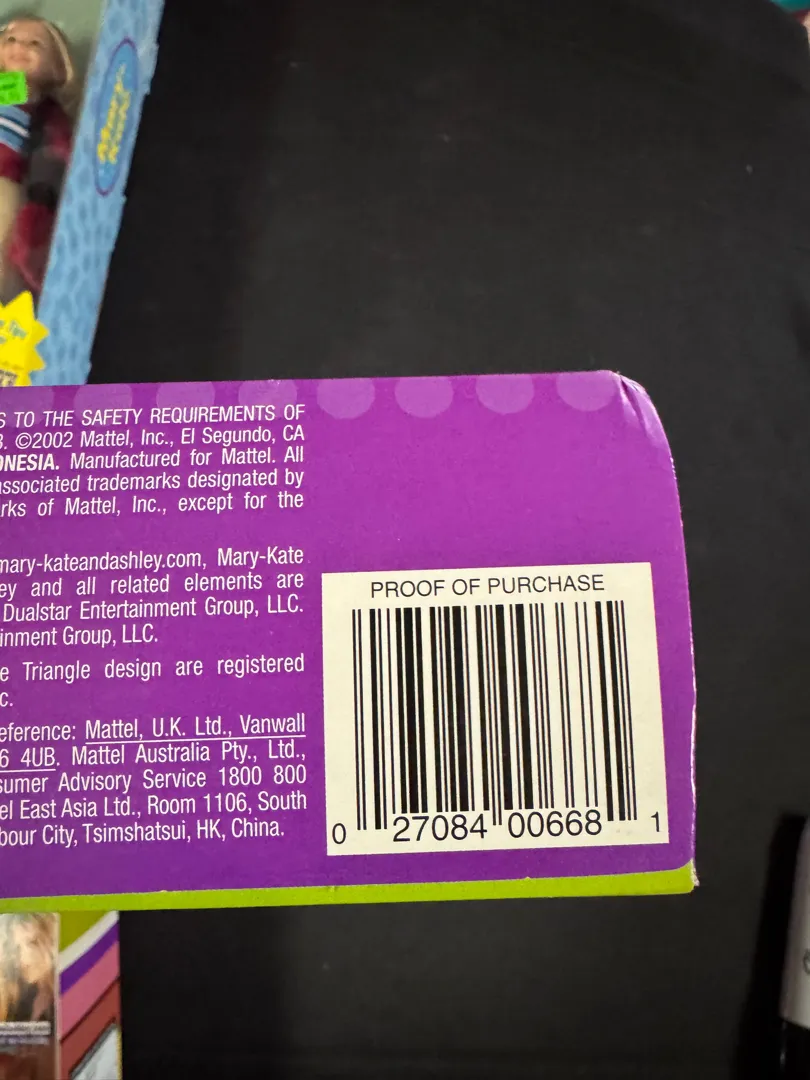 S TO THE SAFETY REQUIREMENTS OF
3. ©2002 Mattel, Inc., El Segundo, CA
ONESIA. Manufactured for Mattel. All
associated trademarks designated by
rks of Mattel, Inc., except for the
mary-kateandashley.com, Mary-Kate
ey and all related elements are
Dualstar Entertainment Group, LLC.
inment Group, LLC.
e Triangle design are registered
c.
eference: Mattel, U.K. Ltd., Vanwall
6 4UB. Mattel Australia Pty., Ltd.,
sumer Advisory Service 1800 800
el East Asia Ltd., Room 1106, South
bour City, Tsimshatsui, HK, China.
PROOF OF PURCHASE
0 27084 00668 1